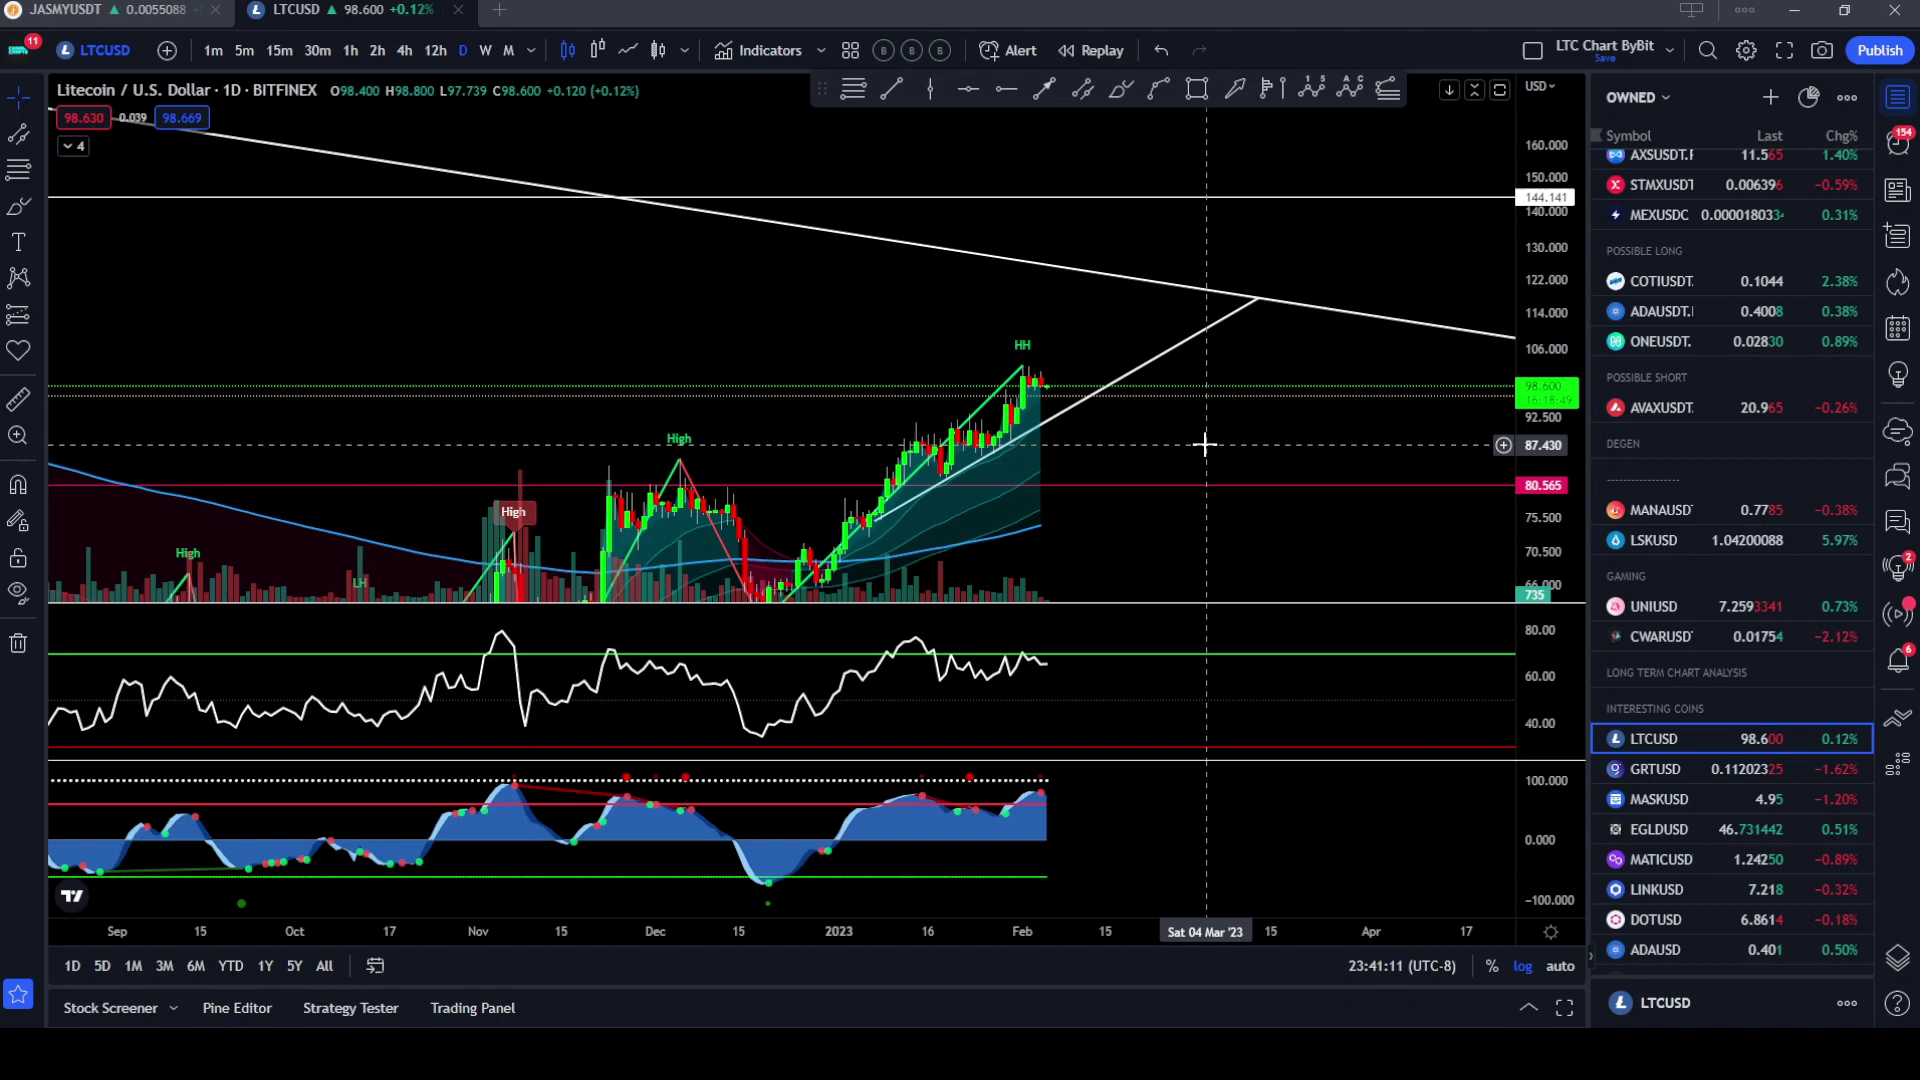 JASMYUSDT ▲ 0.0055088
LTCUSD ▲ 98.600 +0.12%
11
LTCUSD
1m 5m 15m 30m 1h 2h 4h 12h D W M
Indicators
B B B
Alert
Replay
LTC Chart ByBit
Save
Publish
Litecoin / U.S. Dollar · 1D · BITFINEX O98.400 H98.800 L97.739 C98.600 +0.120 (+0.12%)
98.630 0.039 98.669
4
USD
160.000
150.000
144.141
140.000
130.000
122.000
114.000
106.000
98.600
16:18:49
92.500
87.430
80.565
75.500
70.500
66.000
735
HH
High
High
High
LH
80.00
60.00
40.00
100.000
0.000
−100.000
Sep 15 Oct 17 Nov 15 Dec 15 2023 16 Feb 15 Sat 04 Mar '23 15 Apr 17
1D 5D 1M 3M 6M YTD 1Y 5Y All
23:41:11 (UTC-8) % log auto
Stock Screener Pine Editor Strategy Tester Trading Panel
OWNED
Symbol Last Chg%
AXSUSDT.I 11.565 1.40%
STMXUSDT 0.006396 −0.59%
MEXUSDC 0.0000180334 0.31%
POSSIBLE LONG
COTIUSDT. 0.1044 2.38%
ADAUSDT.I 0.4008 0.38%
ONEUSDT. 0.02830 0.89%
POSSIBLE SHORT
AVAXUSDT. 20.965 −0.26%
DEGEN
------------------
MANAUSD 0.7785 −0.38%
LSKUSD 1.04200088 5.97%
GAMING
UNIUSD 7.2593341 0.73%
CWARUSD 0.01754 −2.12%
LONG TERM CHART ANALYSIS
INTERESTING COINS
LTCUSD 98.600 0.12%
GRTUSD 0.11202325 −1.62%
MASKUSD 4.95 −1.20%
EGLDUSD 46.731442 0.51%
MATICUSD 1.24250 −0.89%
LINKUSD 7.218 −0.32%
DOTUSD 6.8614 −0.18%
ADAUSD 0.401 0.50%
LTCUSD
154
2
6